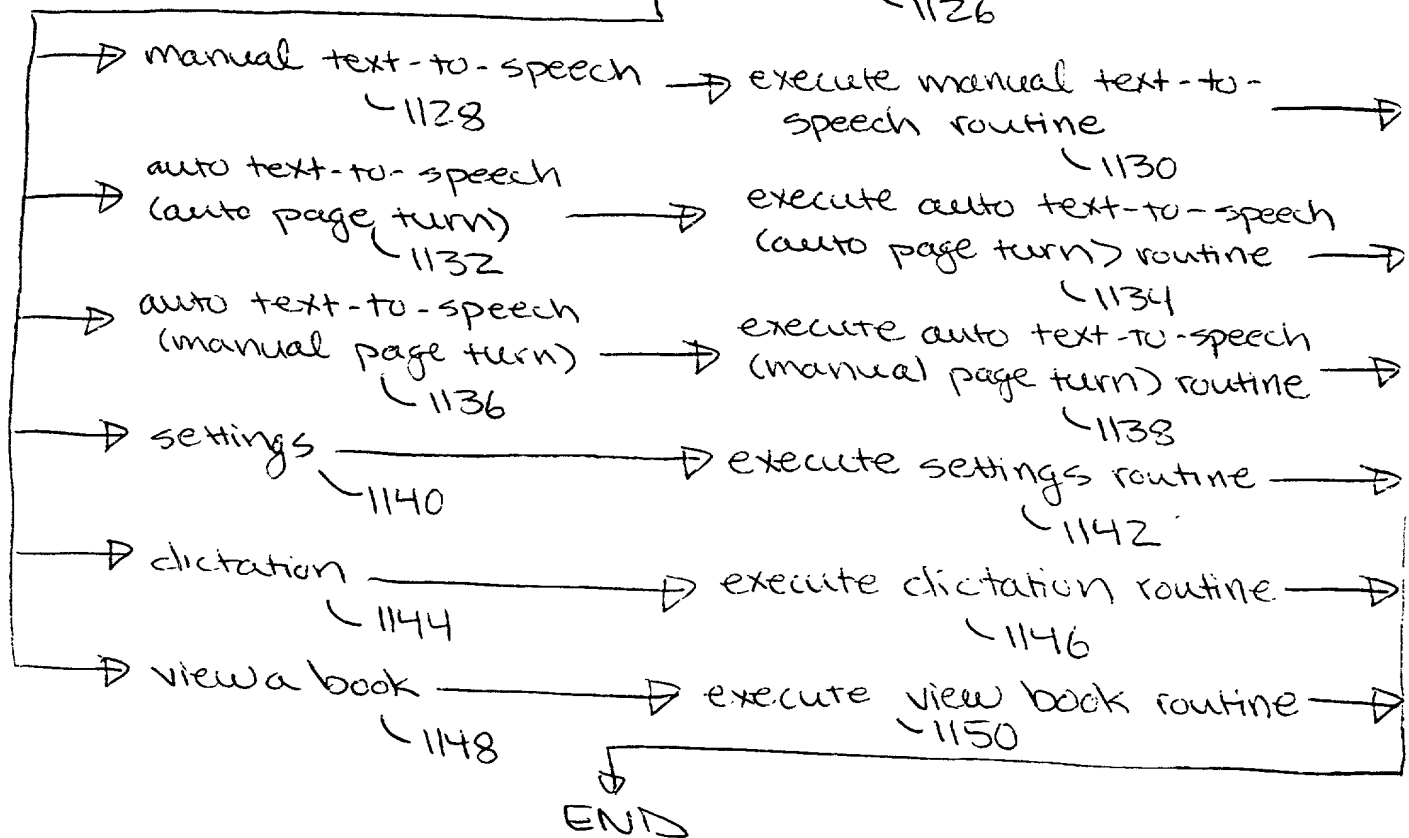 1126
manual text-to-speech
1128
execute manual text-to-
speech routine
1130
auto text-to-speech
(auto page turn)
1132
execute auto text-to-speech
(auto page turn) routine
1134
auto text-to-speech
(manual page turn)
1136
execute auto text-to-speech
(manual page turn) routine
1138
settings
1140
execute settings routine
1142
dictation
1144
execute dictation routine
1146
view a book
1148
execute view book routine
1150
END